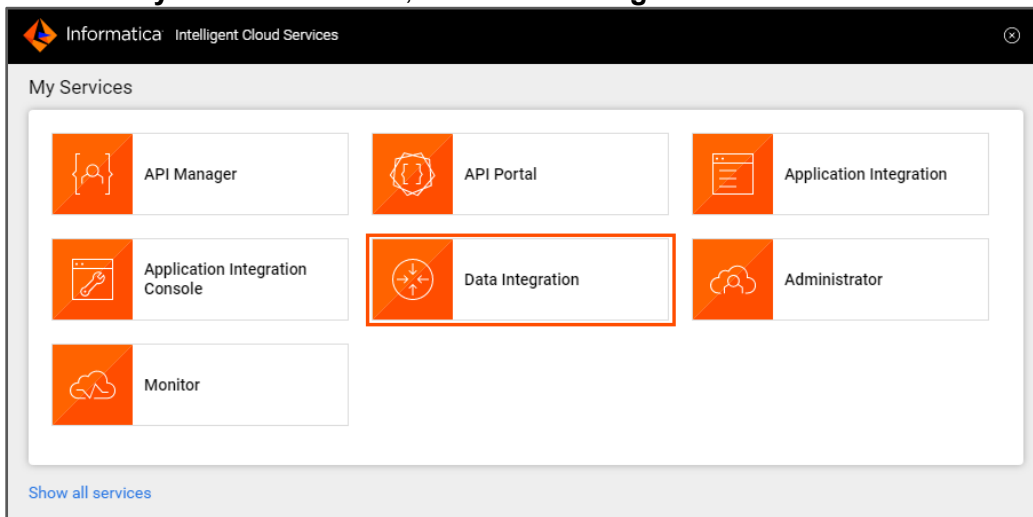 Informatica Intelligent Cloud Services
My Services
API Manager
API Portal
Application Integration
Application Integration
Console
Data Integration
Administrator
Monitor
Show all services